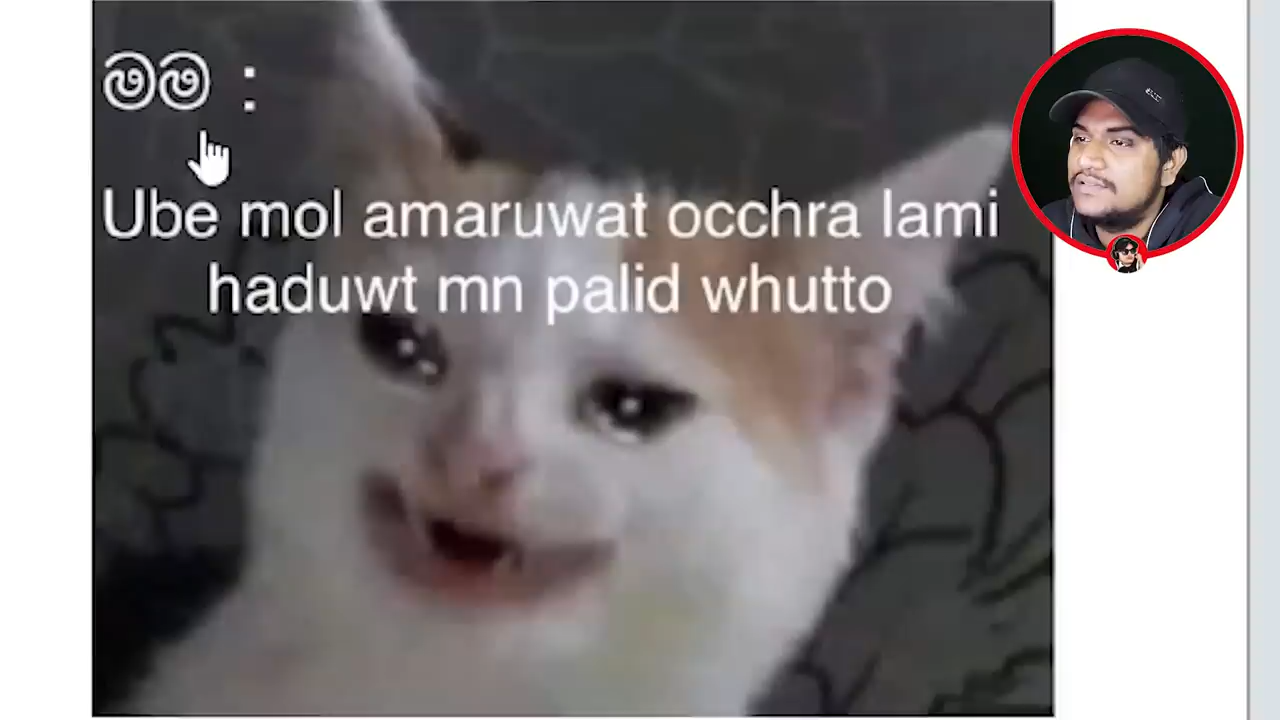 මම :
Ube mol amaruwat occhra lami
haduwt mn palid whutto